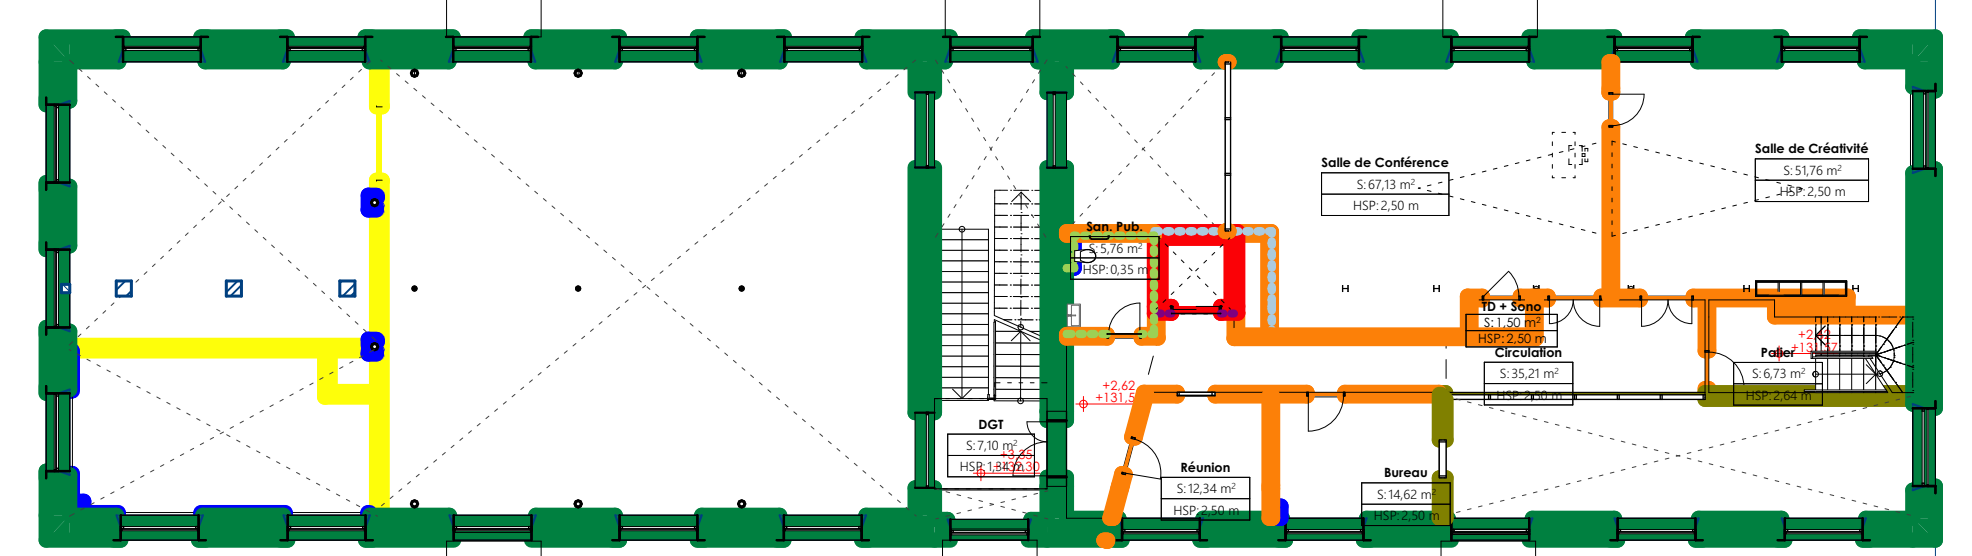 Salle de Conférence
S: 67,13 m²
HSP: 2,50 m
Salle de Créativité
S: 51,76 m²
HSP: 2,50 m
San. Pub.
S: 5,76 m²
HSP: 0,35 m
TD + Sono
S: 1,50 m²
HSP: 2,50 m
Circulation
S: 35,21 m²
HSP: 2,50 m
Palier
S: 6,73 m²
HSP: 2,64 m
+2,62
DGT
S: 7,10 m²
Réunion
S: 12,34 m²
HSP: 2,50 m
Bureau
S: 14,62 m²
HSP: 2,50 m